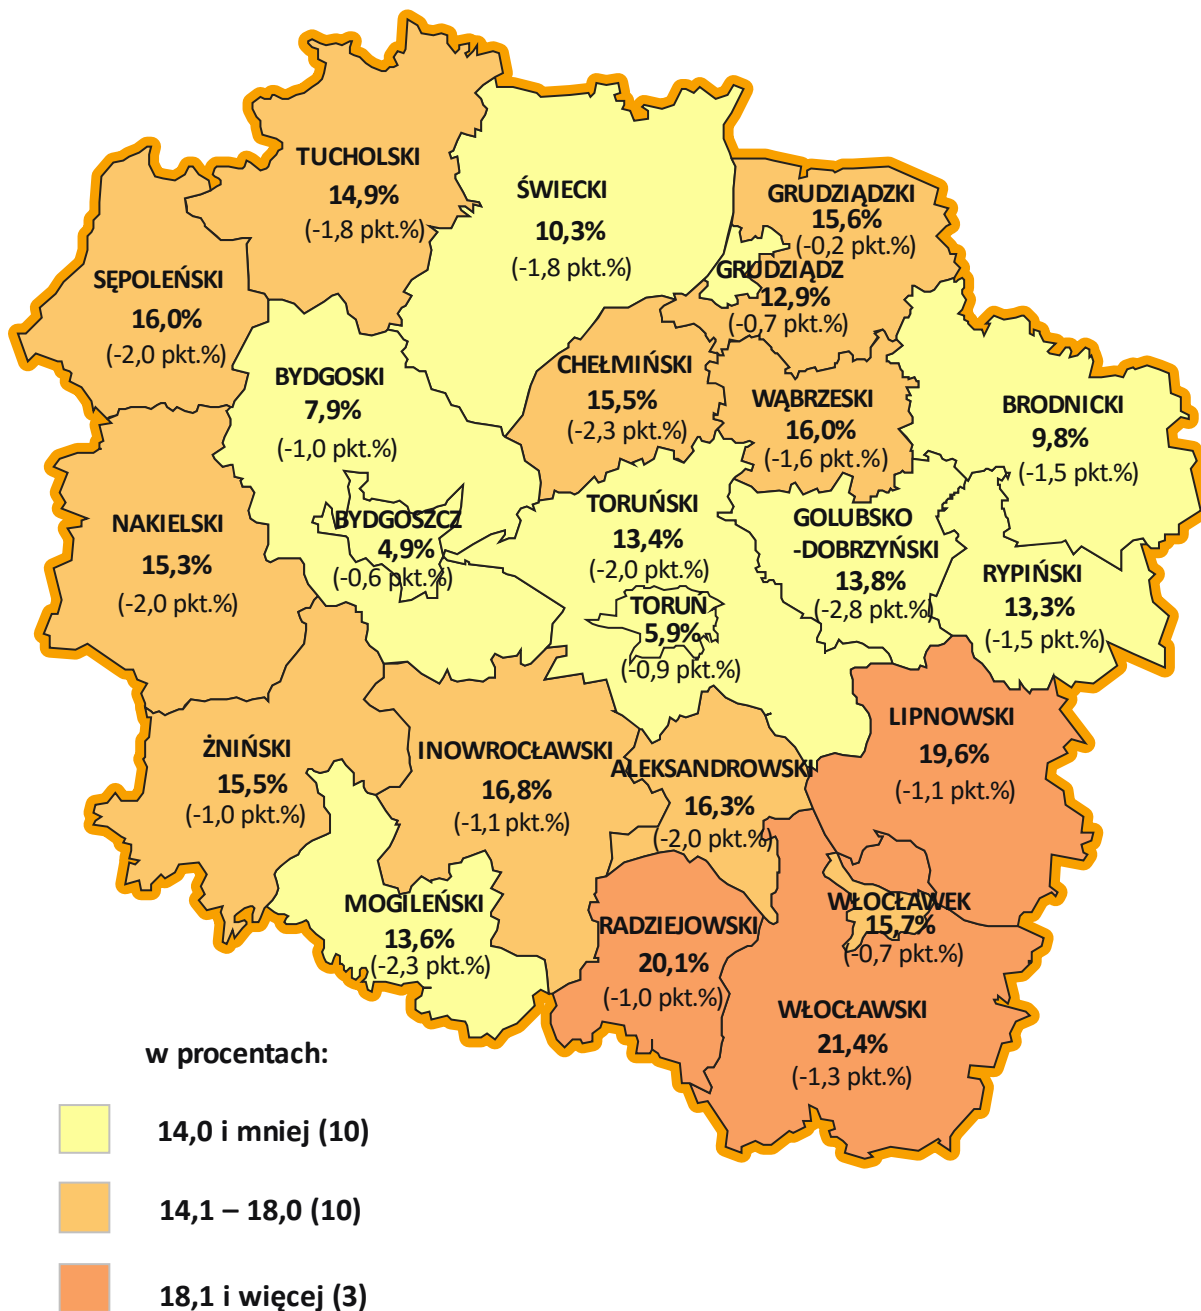 TUCHOLSKI
14,9%
(-1,8 pkt.%)
ŚWIECKI
10,3%
(-1,8 pkt.%)
GRUDZIĄDZKI
15,6%
(-0,2 pkt.%)
GRUDZIĄDZ
12,9%
(-0,7 pkt.%)
SĘPOLEŃSKI
16,0%
(-2,0 pkt.%)
BYDGOSKI
7,9%
(-1,0 pkt.%)
CHEŁMIŃSKI
15,5%
(-2,3 pkt.%)
WĄBRZESKI
16,0%
(-1,6 pkt.%)
BRODNICKI
9,8%
(-1,5 pkt.%)
NAKIELSKI
15,3%
(-2,0 pkt.%)
BYDGOSZCZ
4,9%
(-0,6 pkt.%)
TORUŃSKI
13,4%
(-2,0 pkt.%)
TORUŃ
5,9%
(-0,9 pkt.%)
GOLUBSKO
-DOBRZYŃSKI
13,8%
(-2,8 pkt.%)
RYPIŃSKI
13,3%
(-1,5 pkt.%)
ŻNIŃSKI
15,5%
(-1,0 pkt.%)
INOWROCŁAWSKI
16,8%
(-1,1 pkt.%)
ALEKSANDROWSKI
16,3%
(-2,0 pkt.%)
LIPNOWSKI
19,6%
(-1,1 pkt.%)
MOGILEŃSKI
13,6%
(-2,3 pkt.%)
RADZIEJOWSKI
20,1%
(-1,0 pkt.%)
WŁOCŁAWEK
15,7%
(-0,7 pkt.%)
WŁOCŁAWSKI
21,4%
(-1,3 pkt.%)
w procentach:
14,0 i mniej (10)
14,1 – 18,0 (10)
18,1 i więcej (3)